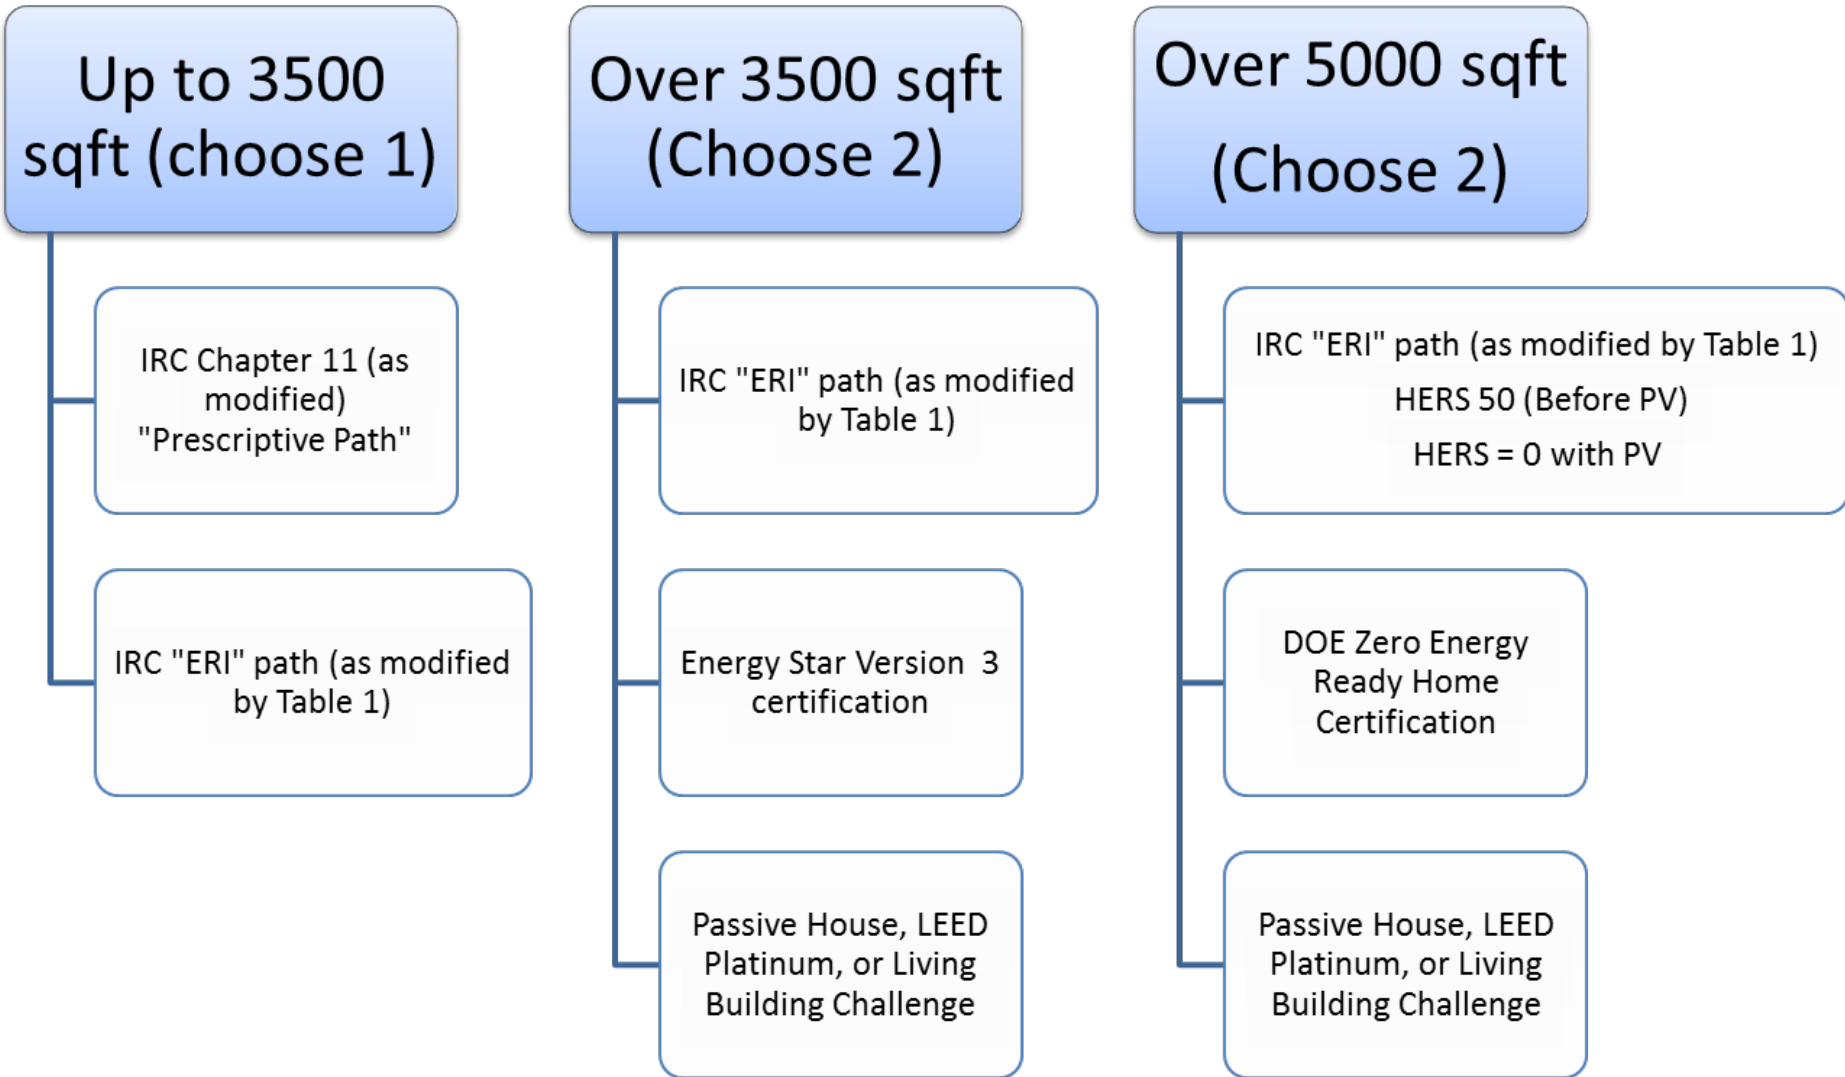 Up to 3500
sqft (choose 1)
IRC Chapter 11 (as
modified)
"Prescriptive Path"
IRC "ERI" path (as modified
by Table 1)
Over 3500 sqft
(Choose 2)
IRC "ERI" path (as modified
by Table 1)
Energy Star Version  3
certification
Passive House, LEED
Platinum, or Living
Building Challenge
Over 5000 sqft
(Choose 2)
IRC "ERI" path (as modified by Table 1)
HERS 50 (Before PV)
HERS = 0 with PV
DOE Zero Energy
Ready Home
Certification
Passive House, LEED
Platinum, or Living
Building Challenge